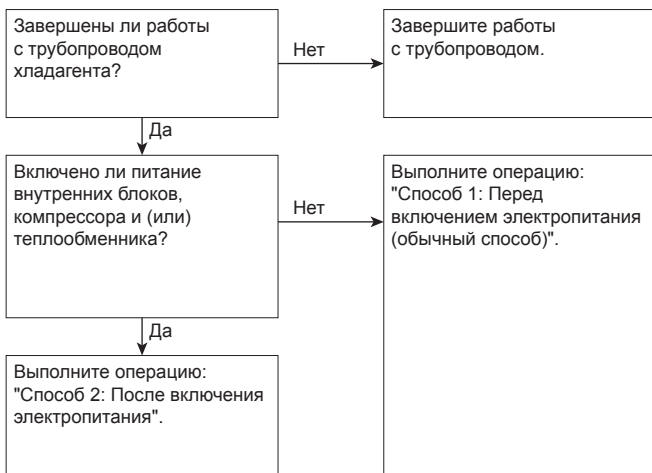 Завершены ли работы
с трубопроводом
хладагента?
Нет
Завершите работы
с трубопроводом.
Да
Включено ли питание
внутренних блоков,
компрессора и (или)
теплообменника?
Нет
Выполните операцию:
"Способ 1: Перед
включением электропитания
(обычный способ)".
Да
Выполните операцию:
"Способ 2: После включения
электропитания".